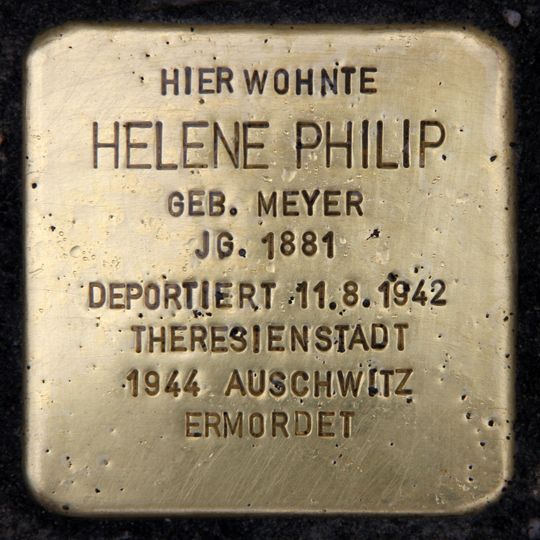 HIER WOHNTE
HELENE PHILIP
GEB. MEYER
JG. 1881
DEPORTIERT 11.8.1942
THERESIENSTADT
1944 AUSCHWITZ
ERMORDET